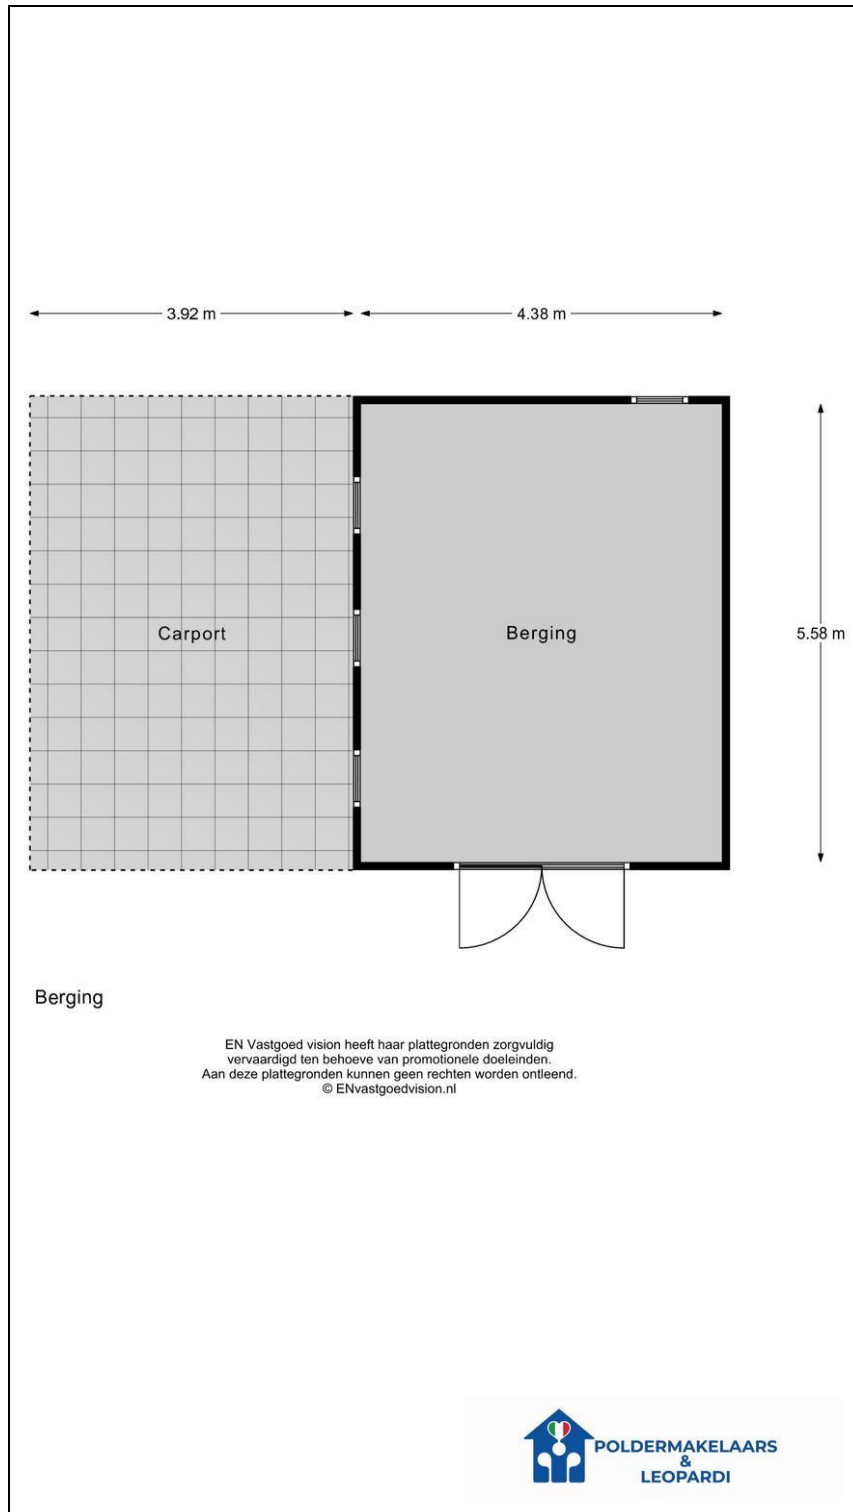 3.92 m
4.38 m
Carport
Berging
5.58 m
Berging
EN Vastgoed vision heeft haar plattegronden zorgvuldig
vervaardigd ten behoeve van promotionele doeleinden.
Aan deze plattegronden kunnen geen rechten worden ontleend.
© ENvastgoedvision.nl
POLDERMAKELAARS
&
LEOPARDI